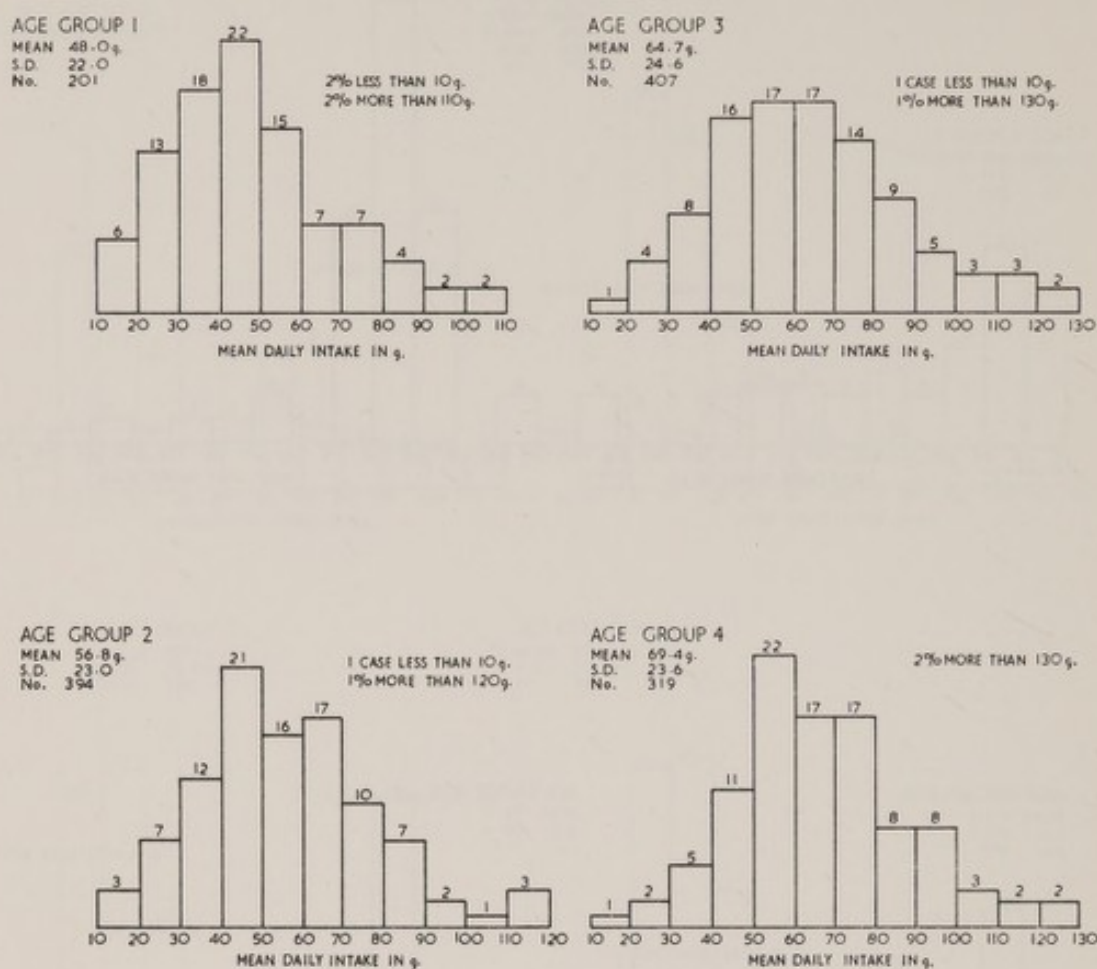 AGE GROUP 1
MEAN 48·0g.
S.D. 22·0
No. 201
2% LESS THAN 10g.
2% MORE THAN 110g.
6 13 18 22 15 7 7 4 2 2
10 20 30 40 50 60 70 80 90 100 110
MEAN DAILY INTAKE IN g.
AGE GROUP 3
MEAN 64·7g.
S.D. 24·6
No. 407
1 CASE LESS THAN 10g.
1% MORE THAN 130g.
1 4 8 16 17 17 14 9 5 3 3 2
10 20 30 40 50 60 70 80 90 100 110 120 130
MEAN DAILY INTAKE IN g.
AGE GROUP 2
MEAN 56·8g.
S.D. 23·0
No. 394
1 CASE LESS THAN 10g.
1% MORE THAN 120g.
3 7 12 21 16 17 10 7 2 1 3
10 20 30 40 50 60 70 80 90 100 110 120
MEAN DAILY INTAKE IN g.
AGE GROUP 4
MEAN 69·4g.
S.D. 23·6
No. 319
2% MORE THAN 130g.
1 2 5 11 22 17 17 8 8 3 2 2
10 20 30 40 50 60 70 80 90 100 110 120 130
MEAN DAILY INTAKE IN g.